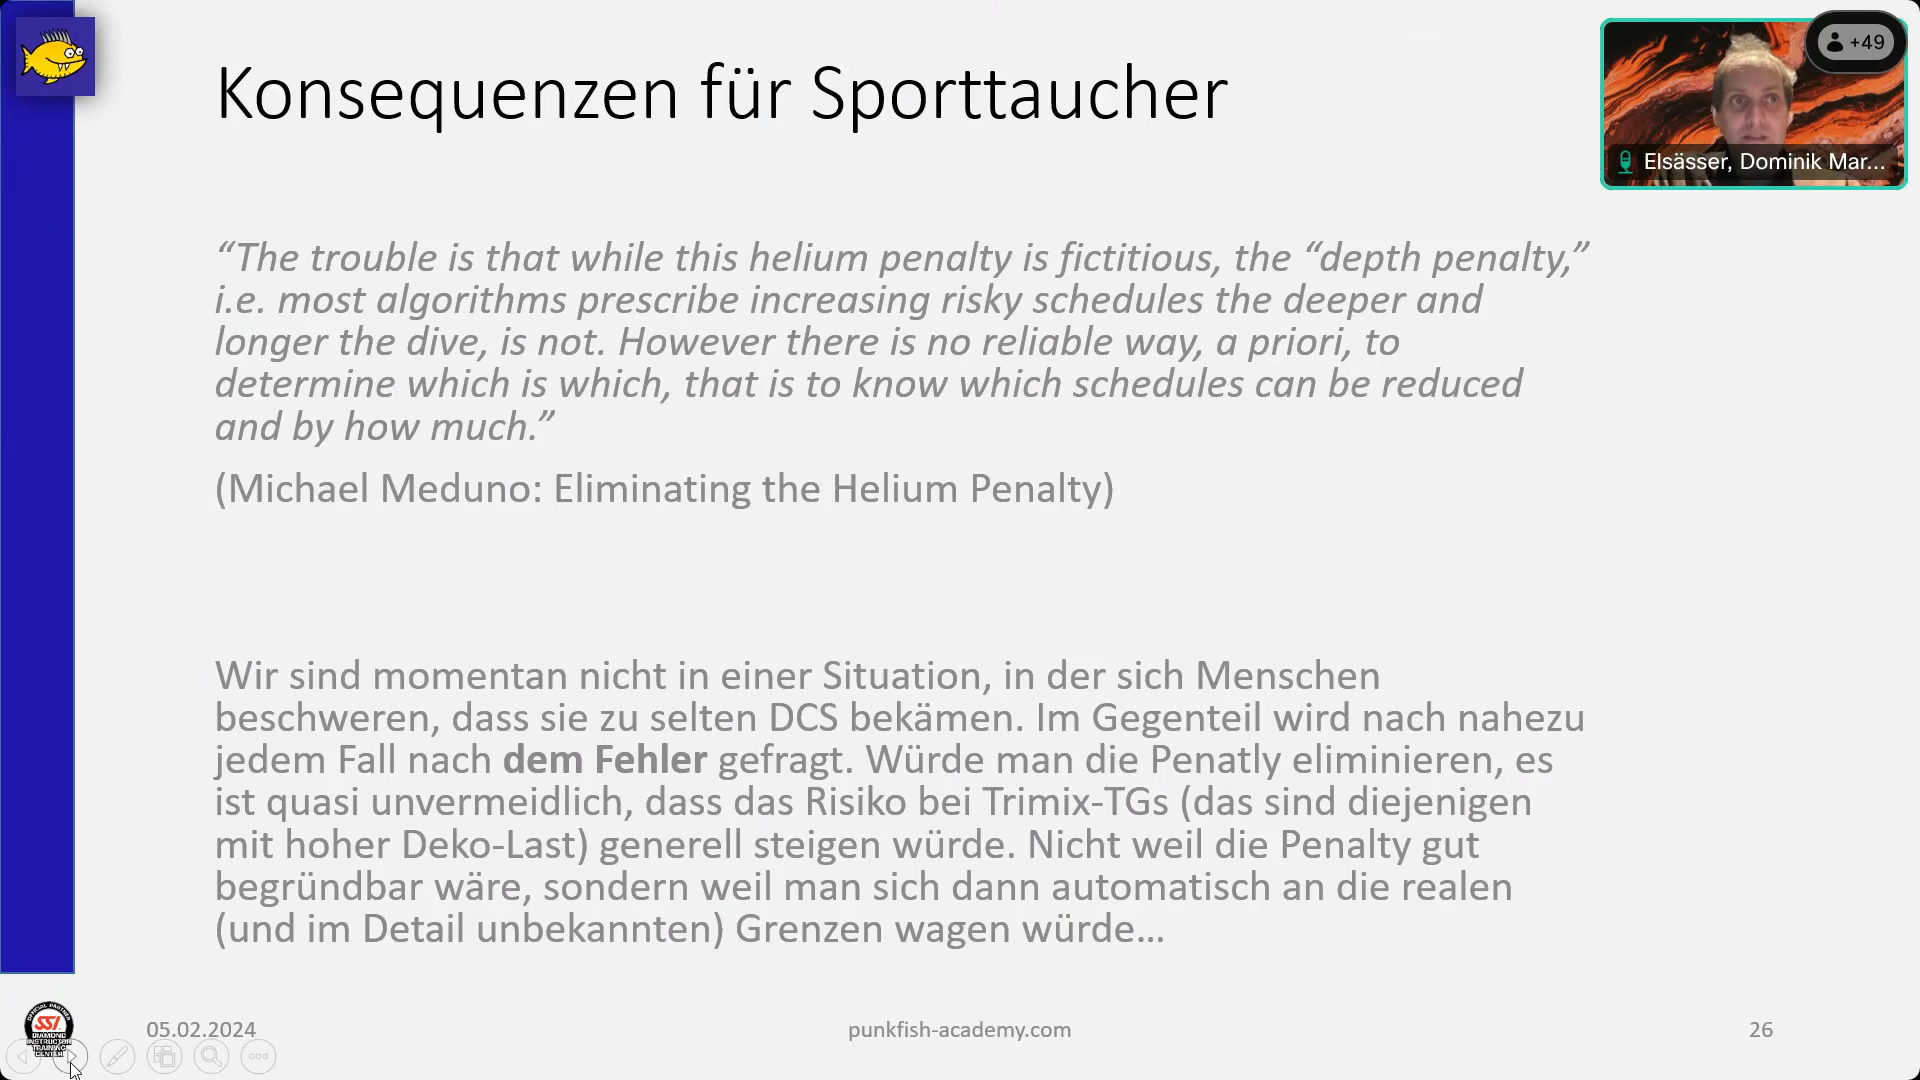 Konsequenzen für Sporttaucher
+49
Elsässer, Dominik Mar...
“The trouble is that while this helium penalty is fictitious, the “depth penalty,”
i.e. most algorithms prescribe increasing risky schedules the deeper and
longer the dive, is not. However there is no reliable way, a priori, to
determine which is which, that is to know which schedules can be reduced
and by how much.”
(Michael Meduno: Eliminating the Helium Penalty)
Wir sind momentan nicht in einer Situation, in der sich Menschen
beschweren, dass sie zu selten DCS bekämen. Im Gegenteil wird nach nahezu
jedem Fall nach dem Fehler gefragt. Würde man die Penatly eliminieren, es
ist quasi unvermeidlich, dass das Risiko bei Trimix-TGs (das sind diejenigen
mit hoher Deko-Last) generell steigen würde. Nicht weil die Penalty gut
begründbar wäre, sondern weil man sich dann automatisch an die realen
(und im Detail unbekannten) Grenzen wagen würde…
SSI
DIAMOND
INSTRUCTOR
TRAINING
CENTER
05.02.2024
punkfish-academy.com
26